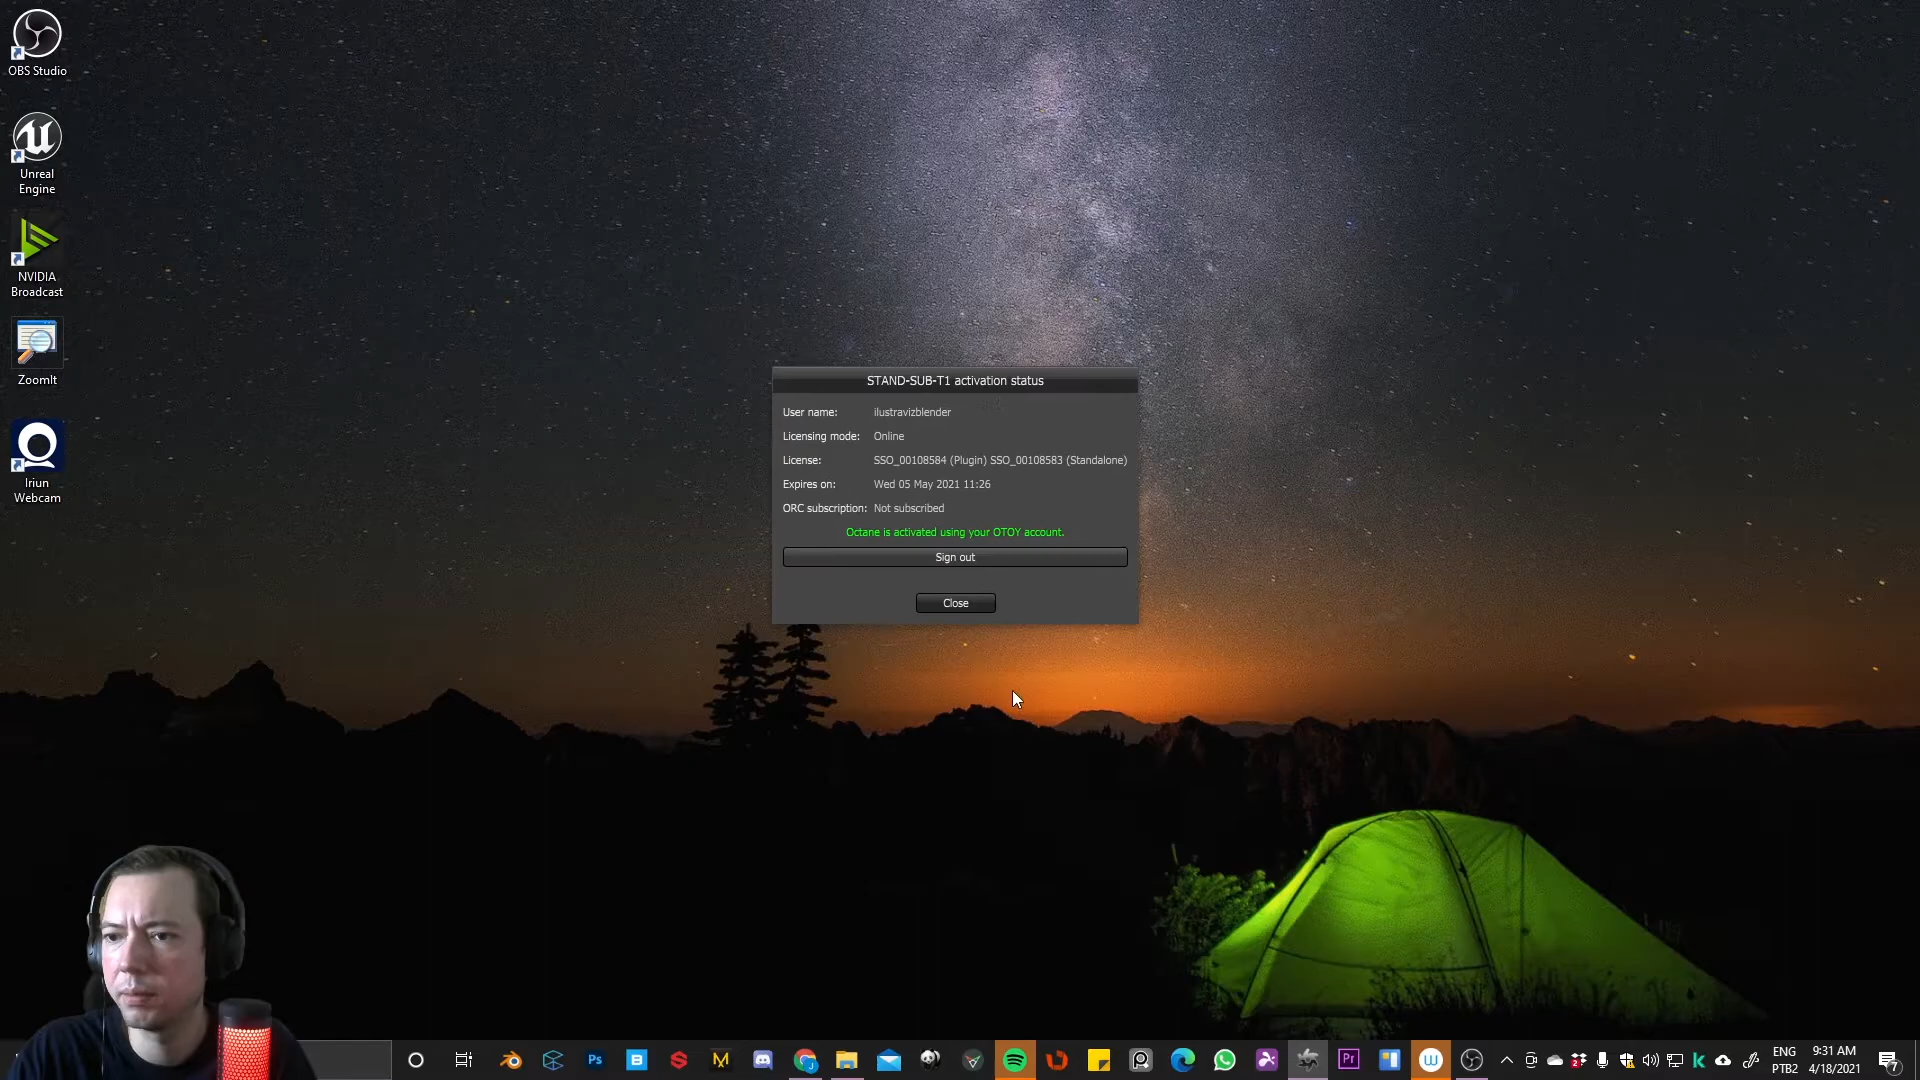 OBS Studio
Unreal
Engine
NVIDIA
Broadcast
ZoomIt
Iriun
Webcam
STAND-SUB-T1 activation status
User name: ilustravizblender
Licensing mode: Online
License: SSO_00108584 (Plugin) SSO_00108583 (Standalone)
Expires on: Wed 05 May 2021 11:26
ORC subscription: Not subscribed
Octane is activated using your OTOY account.
Sign out
Close
ENG
PTB2
9:31 AM
4/18/2021